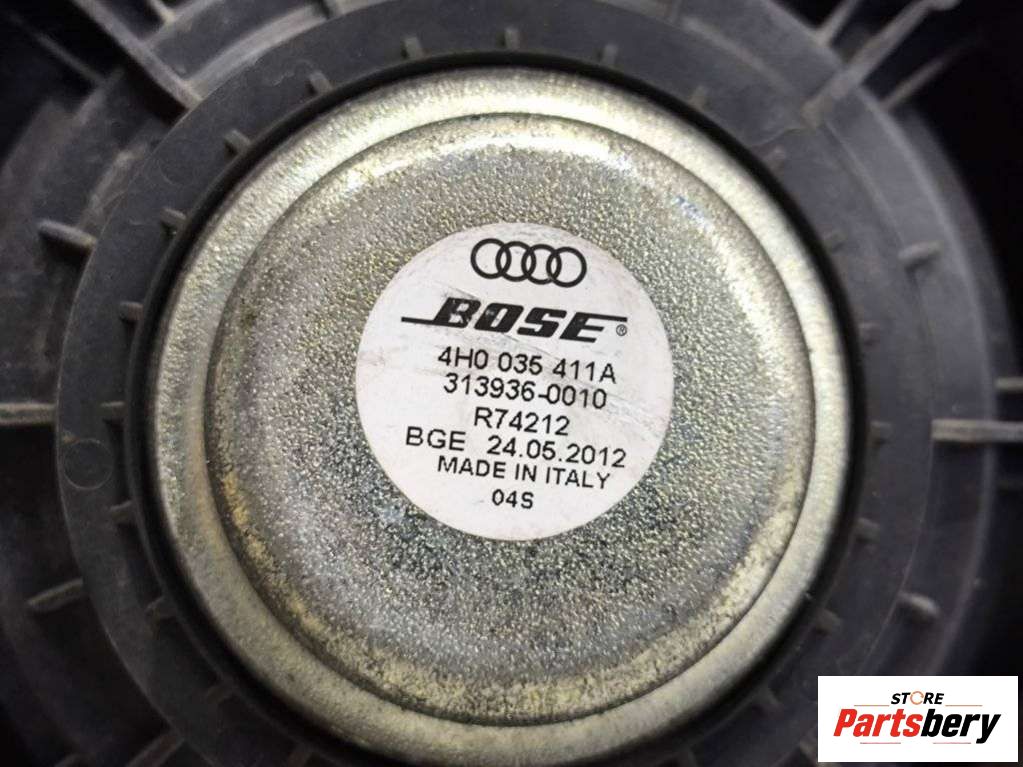 BOSE®
4H0 035 411A
313936-0010
R74212
BGE 24.05.2012
MADE IN ITALY
04S
STORE
Partsbery